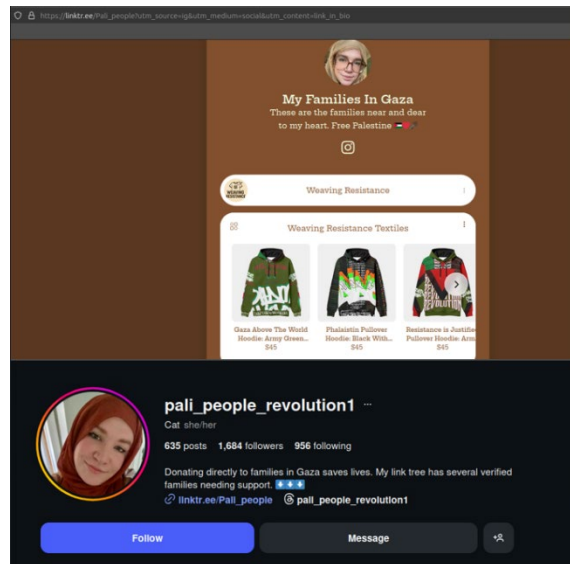 https://linktr.ee/Pali_people?utm_source=ig&utm_medium=social&utm_content=link_in_bio
My Families In Gaza
These are the families near and dear
to my heart. Free Palestine 🇵🇸
WEAVING
RESISTANCE
Weaving Resistance
Weaving Resistance Textiles
Gaza Above The World
Hoodie: Army Green...
$45
Phalaistin Pullover
Hoodie: Black With...
$45
Resistance is Justifie
Pullover Hoodie: Arm
$45
pali_people_revolution1 ...
Cat she/her
635 posts 1,684 followers 956 following
Donating directly to families in Gaza saves lives. My link tree has several verified
families needing support. ⬇️⬇️⬇️
linktr.ee/Pali_people pali_people_revolution1
Follow
Message